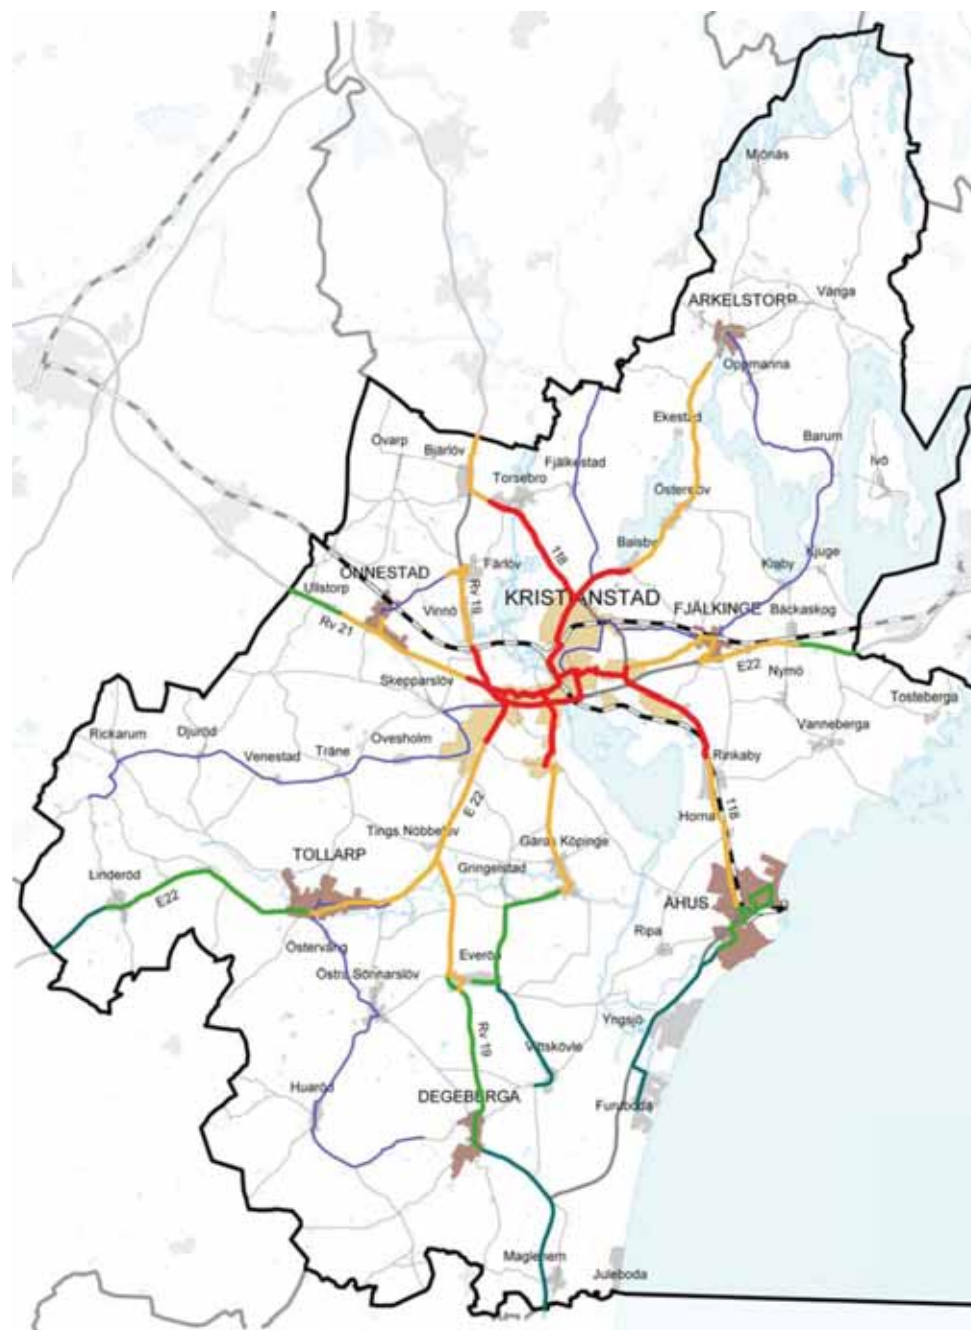 Mjönäs
ARKELSTORP
Vånga
Oppmanna
Ekestad
Ovarp
Bjärlöv
Barum
Ivö
Fjälkestad
Torsebro
Österslöv
118
Balsby
Kjuge
Kiaby
Färlöv
ÖNNESTAD
Ullstorp
Rv 19
KRISTIANSTAD
FJÄLKINGE
Bäckaskog
Vinnö
Rv 21
E22
Nymö
Skepparslöv
Tosteberga
Rickarum
Djuröd
Vanneberga
Venestad
Träne
Ovesholm
Rinkaby
E 22
118
Horna
Tings Nöbbelöv
Gärds Köpinge
TOLLARP
Gringelstad
Linderöd
E22
ÅHUS
Ripa
Östervång
Everöd
Östra Sönnarslöv
Yngsjö
Rv 19
Vittskövle
Huaröd
DEGEBERGA
Furuboda
Maglehem
Juleboda